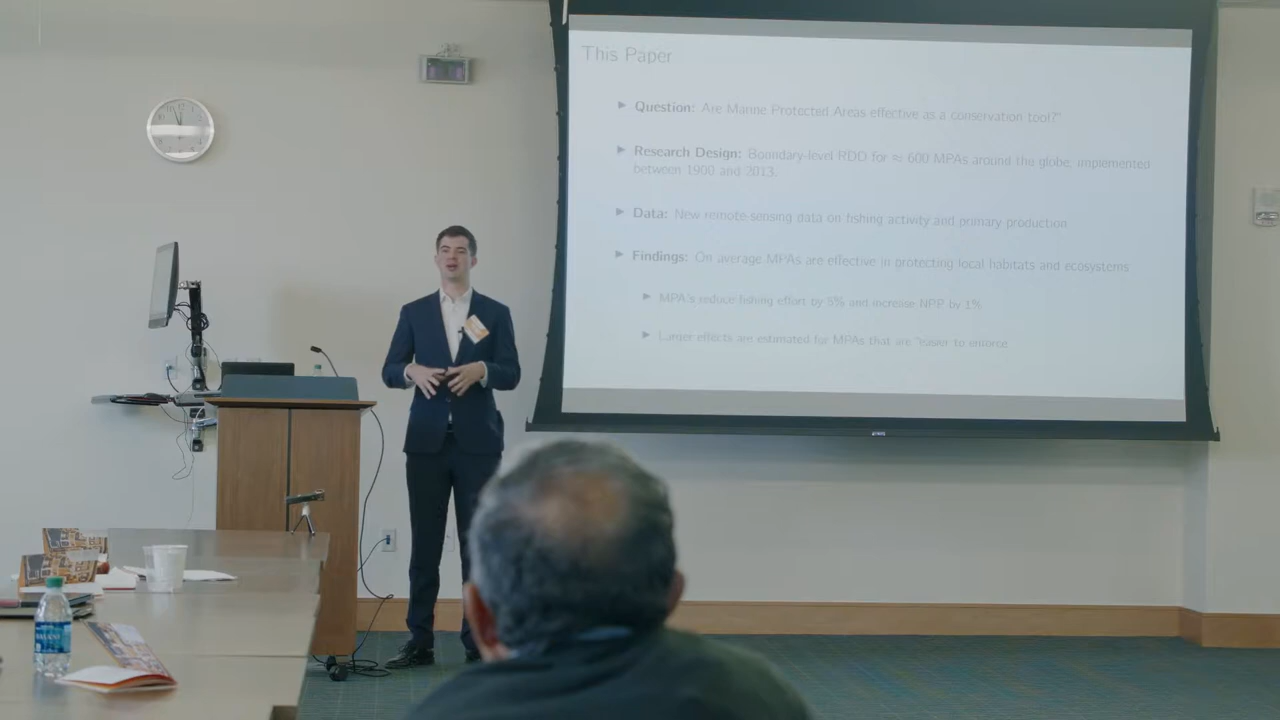 This Paper
▶ Question: Are Marine Protected Areas effective as a conservation tool?"
▶ Research Design: Boundary-level RDD for ≈ 600 MPAs around the globe, implemented
between 1900 and 2013.
▶ Data: New remote-sensing data on fishing activity and primary production
▶ Findings: On average MPAs are effective in protecting local habitats and ecosystems
▶ MPA's reduce fishing effort by 5% and increase NPP by 1%
▶ Larger effects are estimated for MPAs that are "easier to enforce